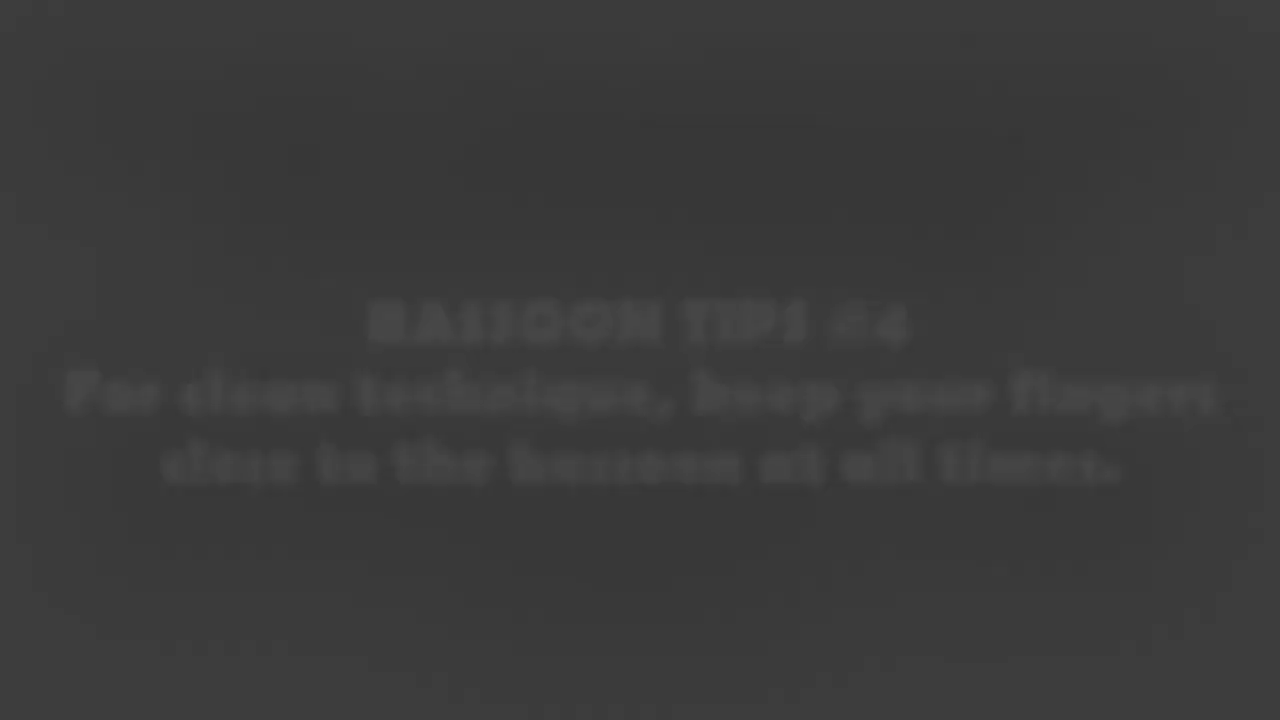 BASSOON TIPS #4
For clean technique, keep your fingers
close to the bassoon at all times.